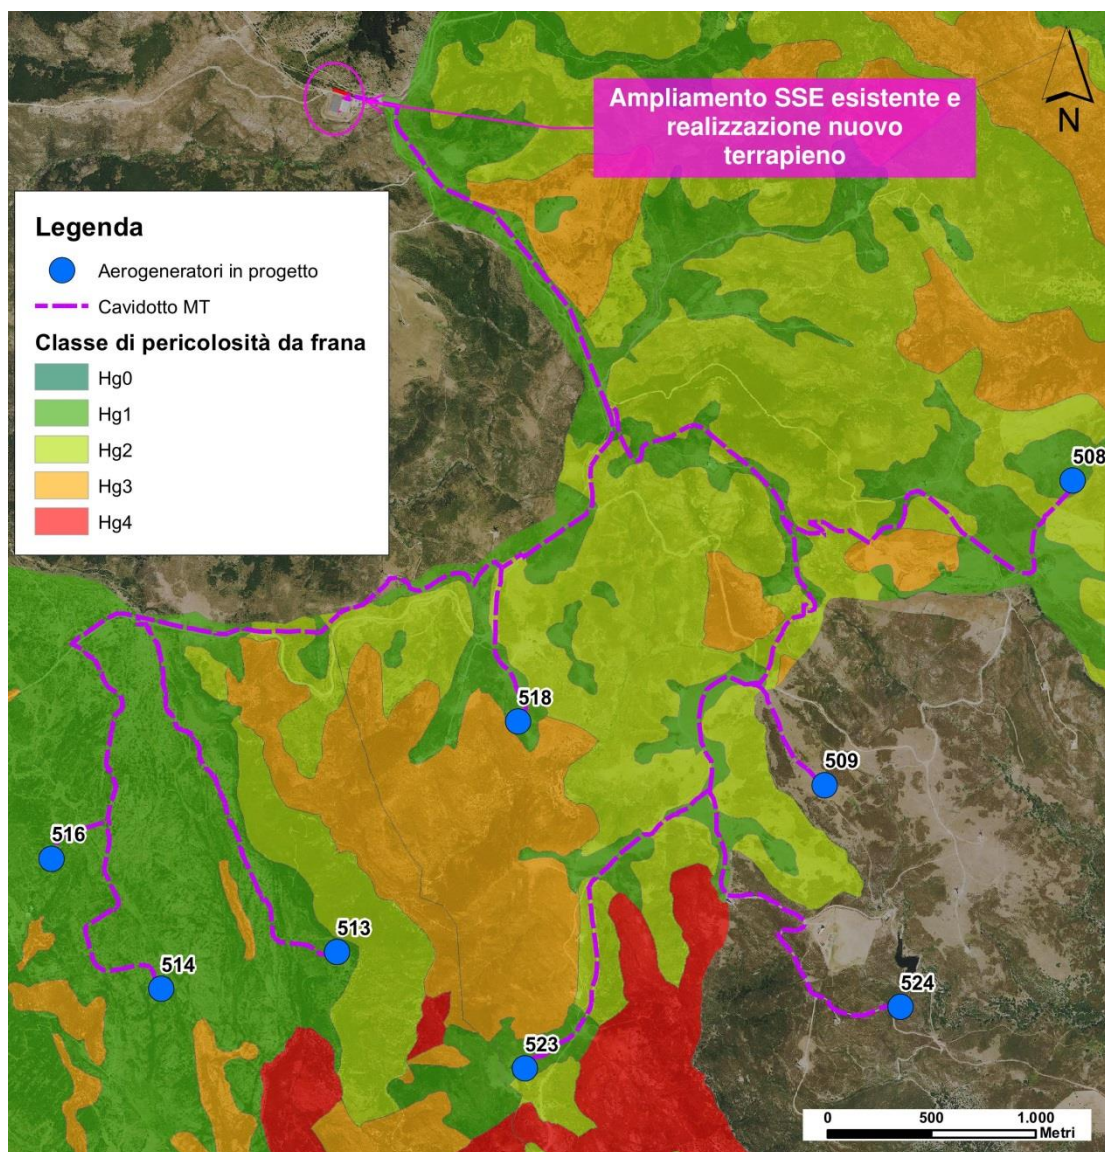 Ampliamento SSE esistente e
realizzazione nuovo
terrapieno
N
Legenda
Aerogeneratori in progetto
Cavidotto MT
Classe di pericolosità da frana
Hg0
Hg1
Hg2
Hg3
Hg4
508
518
509
516
513
514
524
523
0 500 1.000
Metri